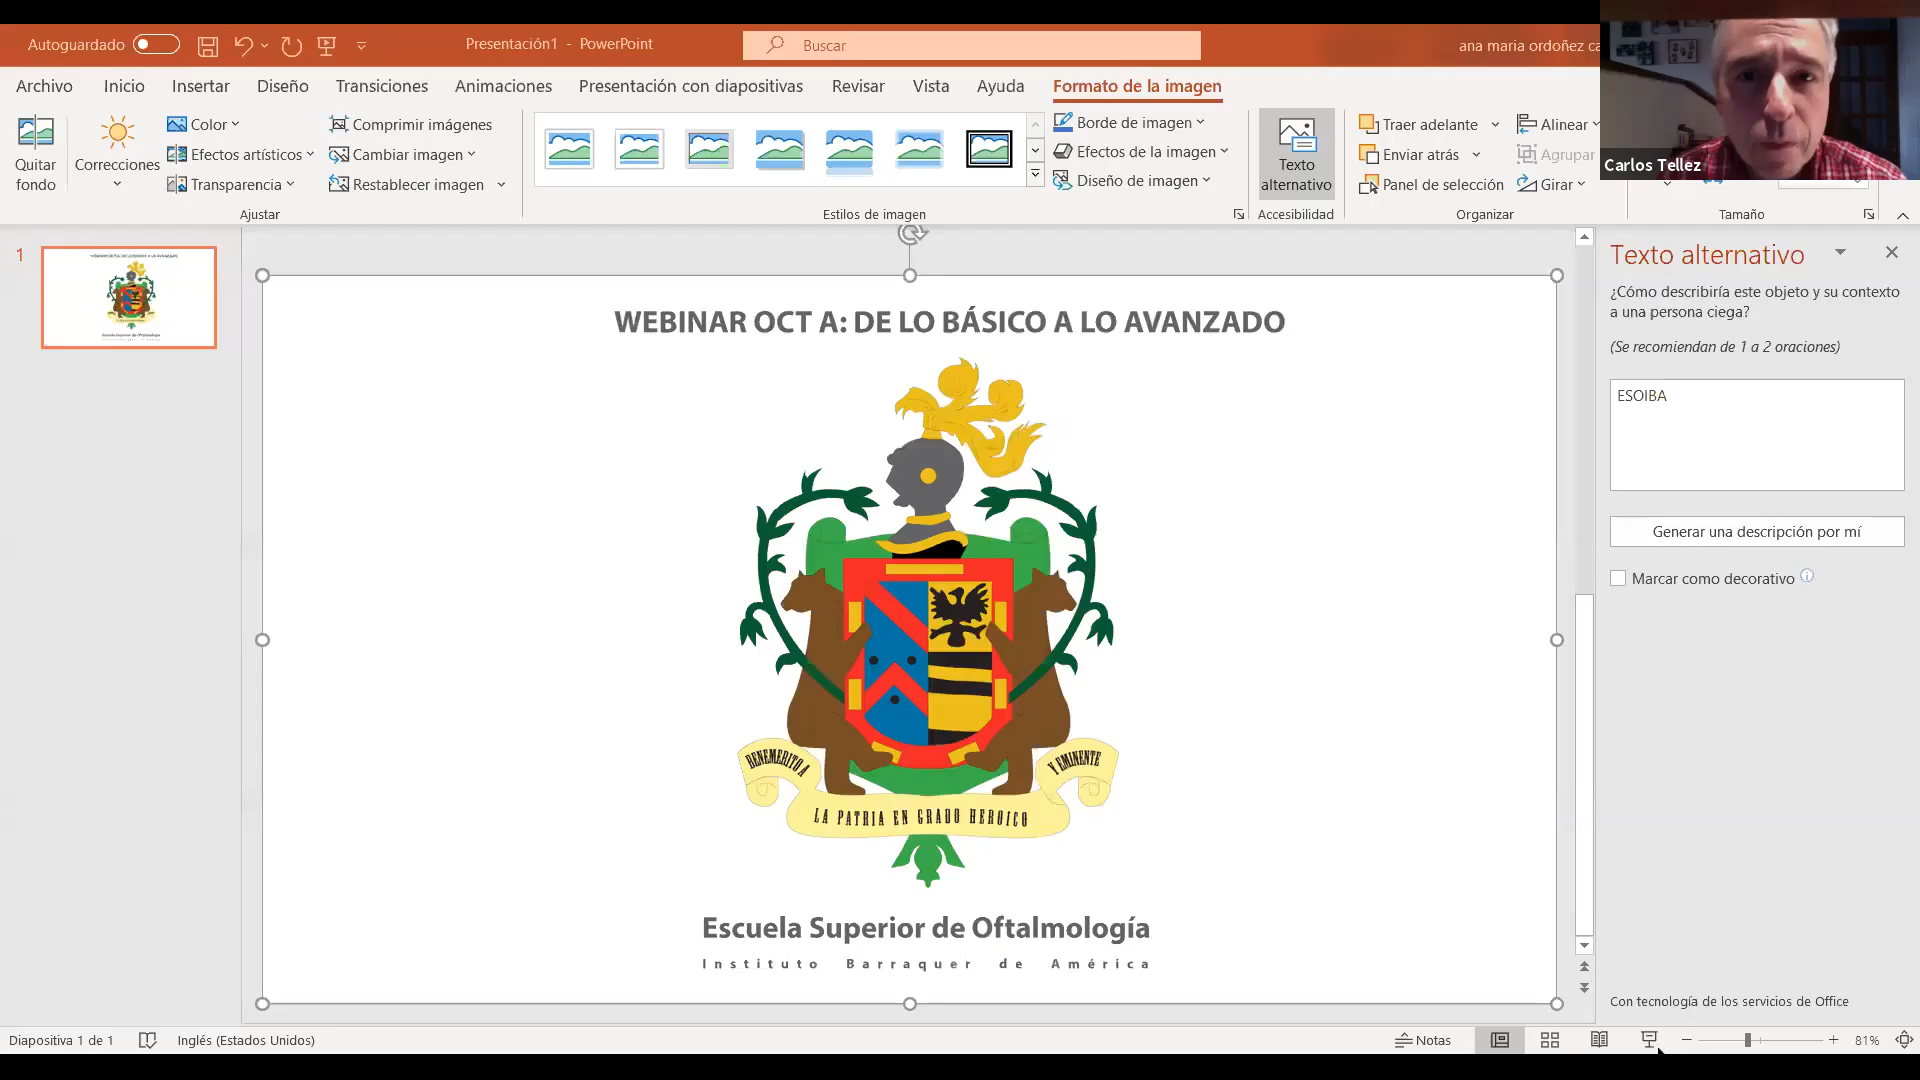 Autoguardado
Presentación1 - PowerPoint
Buscar
ana maria ordoñez ca
Archivo Inicio Insertar Diseño Transiciones Animaciones Presentación con diapositivas Revisar Vista Ayuda Formato de la imagen
Quitar fondo
Correcciones
Color
Efectos artísticos
Transparencia
Comprimir imágenes
Cambiar imagen
Restablecer imagen
Ajustar
Estilos de imagen
Borde de imagen
Efectos de la imagen
Diseño de imagen
Texto alternativo
Accesibilidad
Traer adelante
Enviar atrás
Panel de selección
Alinear
Agrupar
Girar
Organizar
Tamaño
Carlos Tellez
1
WEBINAR OCT A: DE LO BÁSICO A LO AVANZADO
BENEMERITO A
Y EMINENTE
LA PATRIA EN GRADO HEROICO
Escuela Superior de Oftalmología
Instituto Barraquer de América
Texto alternativo
¿Cómo describiría este objeto y su contexto
a una persona ciega?
(Se recomiendan de 1 a 2 oraciones)
ESOIBA
Generar una descripción por mí
Marcar como decorativo
Con tecnología de los servicios de Office
Diapositiva 1 de 1
Inglés (Estados Unidos)
Notas
81%